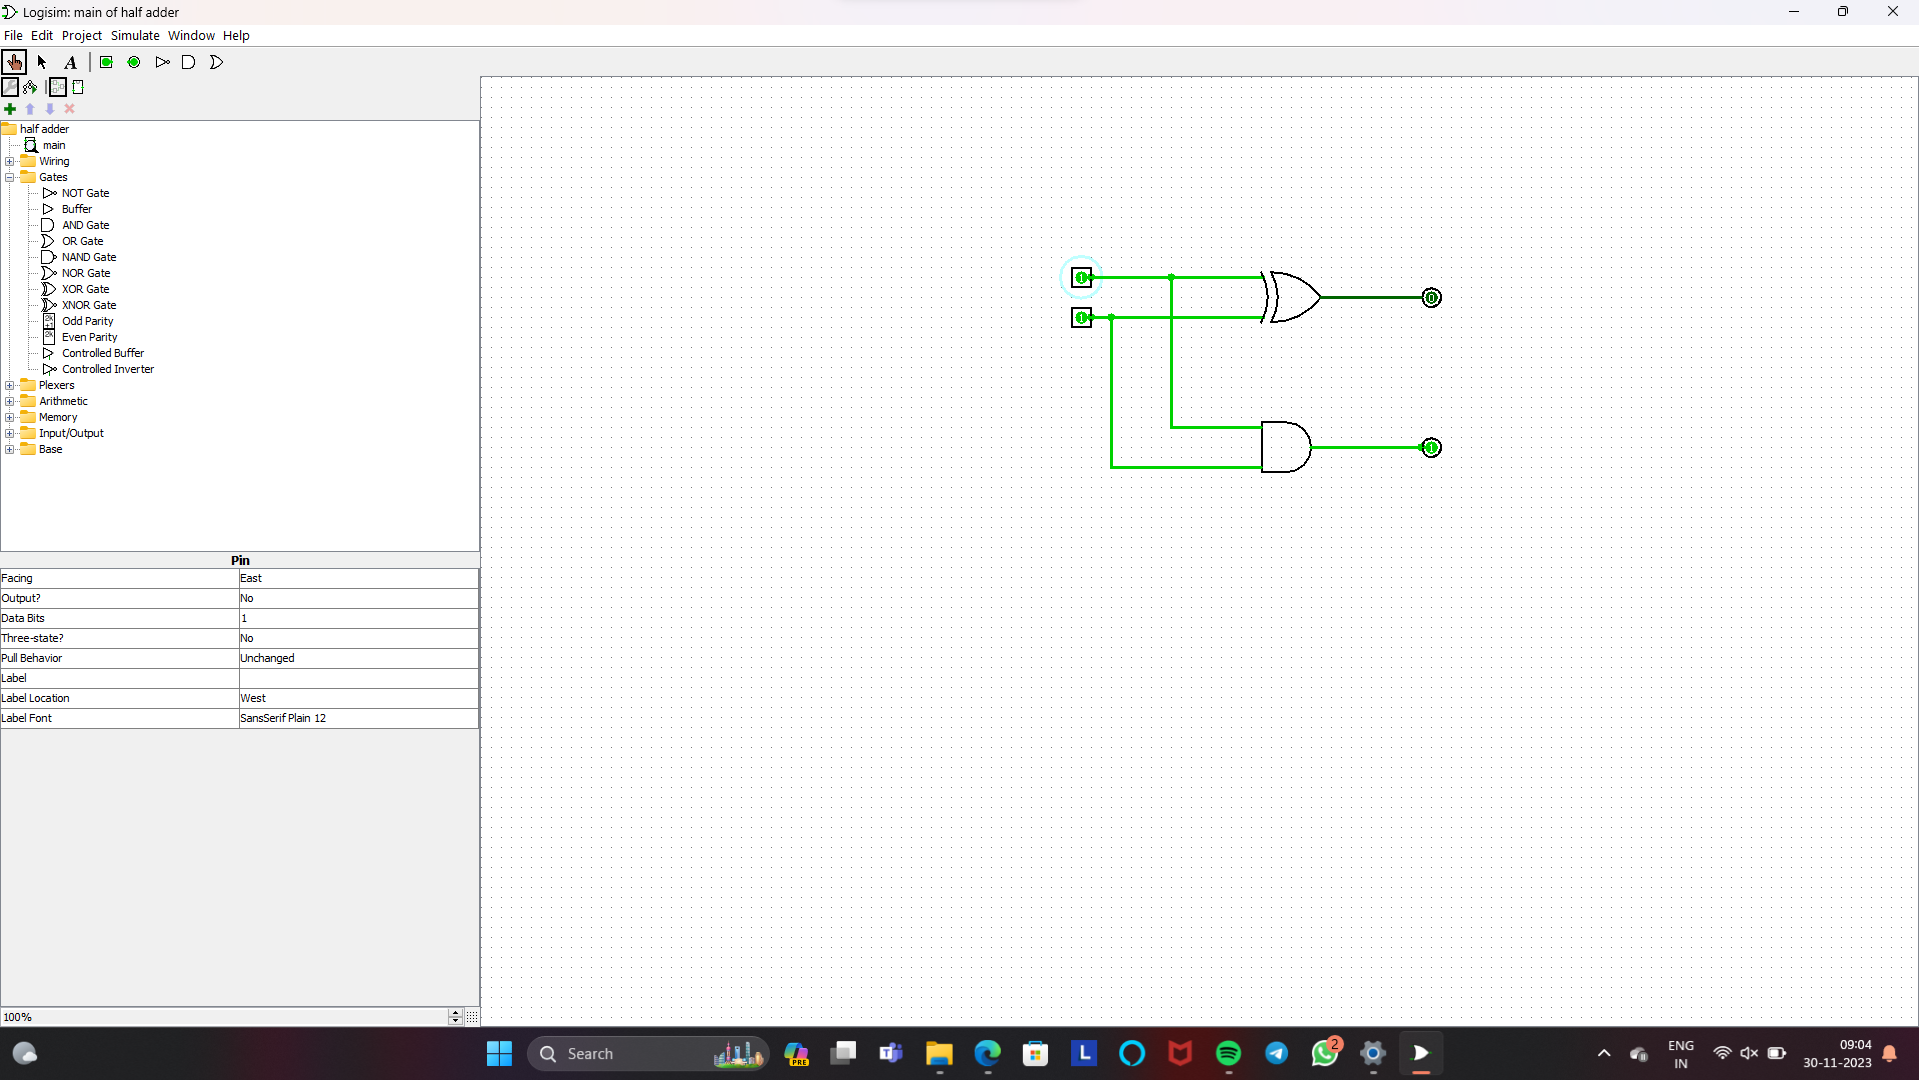 Logisim: main of half adder
File Edit Project Simulate Window Help
A
half adder
main
Wiring
Gates
NOT Gate
Buffer
AND Gate
OR Gate
NAND Gate
NOR Gate
XOR Gate
XNOR Gate
Odd Parity
Even Parity
Controlled Buffer
Controlled Inverter
Plexers
Arithmetic
Memory
Input/Output
Base
1
0
1
1
Pin
Facing East
Output? No
Data Bits 1
Three-state? No
Pull Behavior Unchanged
Label
Label Location West
Label Font SansSerif Plain 12
100%
Search
PRE
L
2
ENG
IN
09:04
30-11-2023